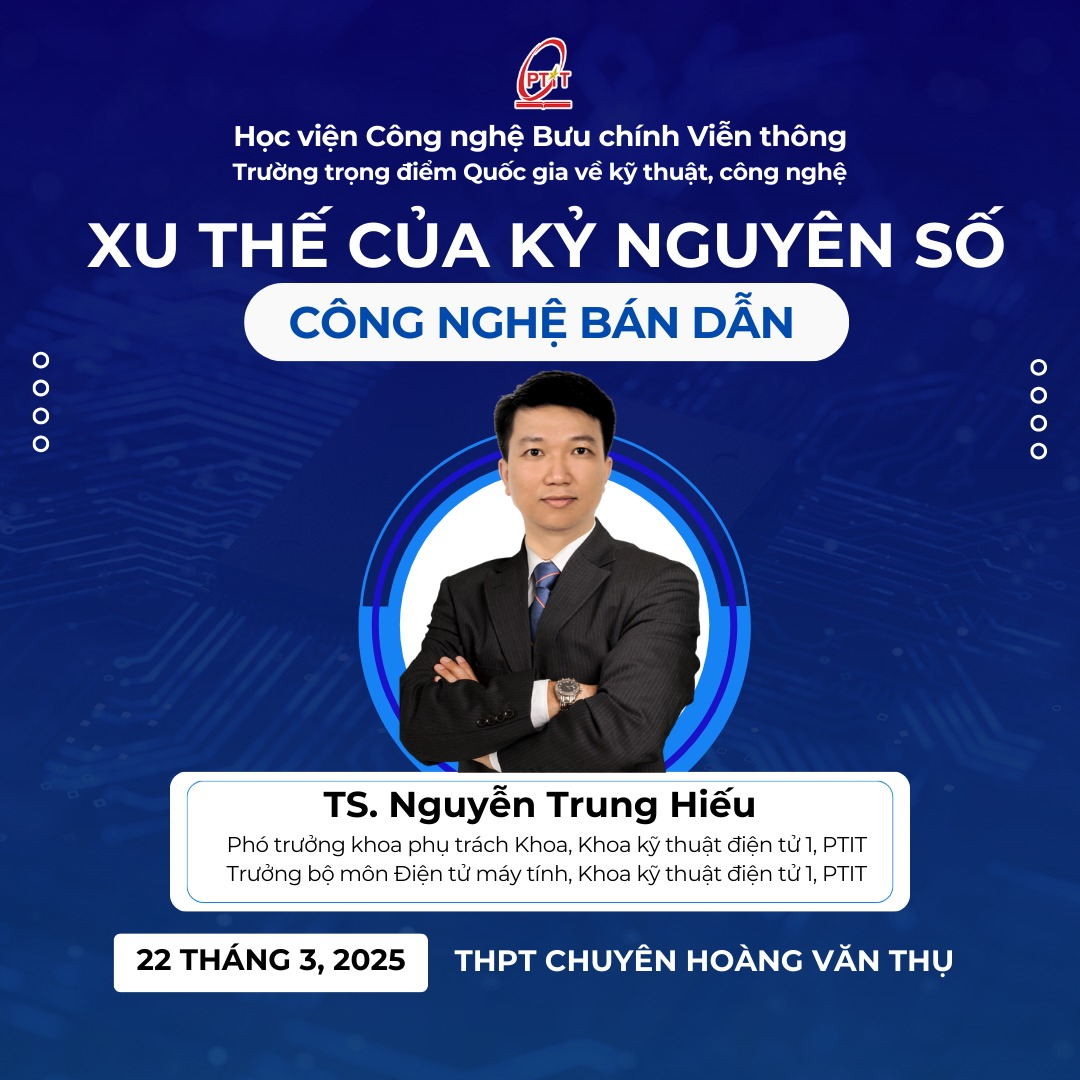 PTIT
Học viện Công nghệ Bưu chính Viễn thông
Trường trọng điểm Quốc gia về kỹ thuật, công nghệ
XU THẾ CỦA KỶ NGUYÊN SỐ
CÔNG NGHỆ BÁN DẪN
TS. Nguyễn Trung Hiếu
Phó trưởng khoa phụ trách Khoa, Khoa kỹ thuật điện tử 1, PTIT
Trưởng bộ môn Điện tử máy tính, Khoa kỹ thuật điện tử 1, PTIT
22 THÁNG 3, 2025
THPT CHUYÊN HOÀNG VĂN THỤ